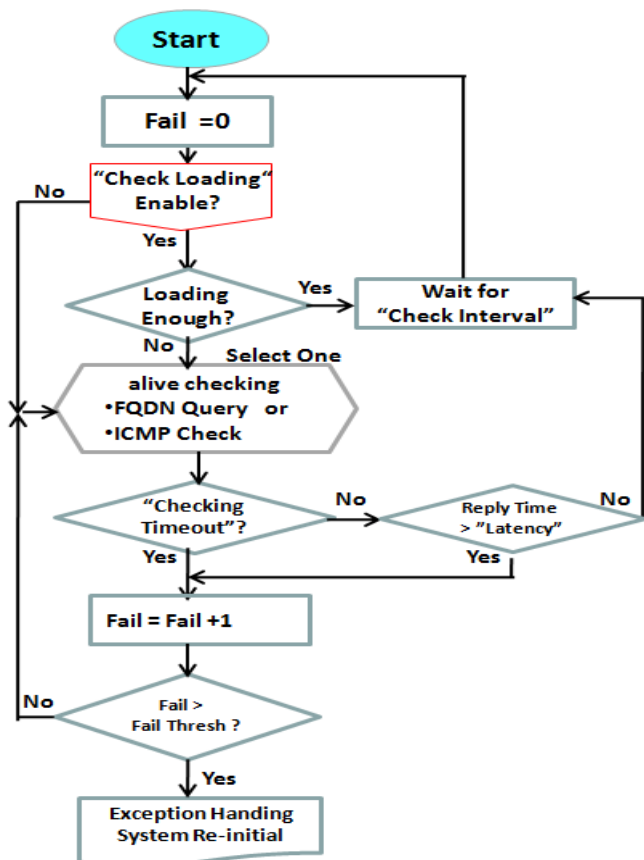 Start
Fail =0
"Check Loading"
Enable?
No
Yes
Loading
Enough?
Yes
Wait for
"Check Interval"
No
Select One
alive checking
•FQDN Query or
•ICMP Check
"Checking
Timeout"?
No
Reply Time
> "Latency"
No
Yes
Yes
Fail = Fail +1
Fail >
Fail Thresh ?
No
Yes
Exception Handing
System Re-initial